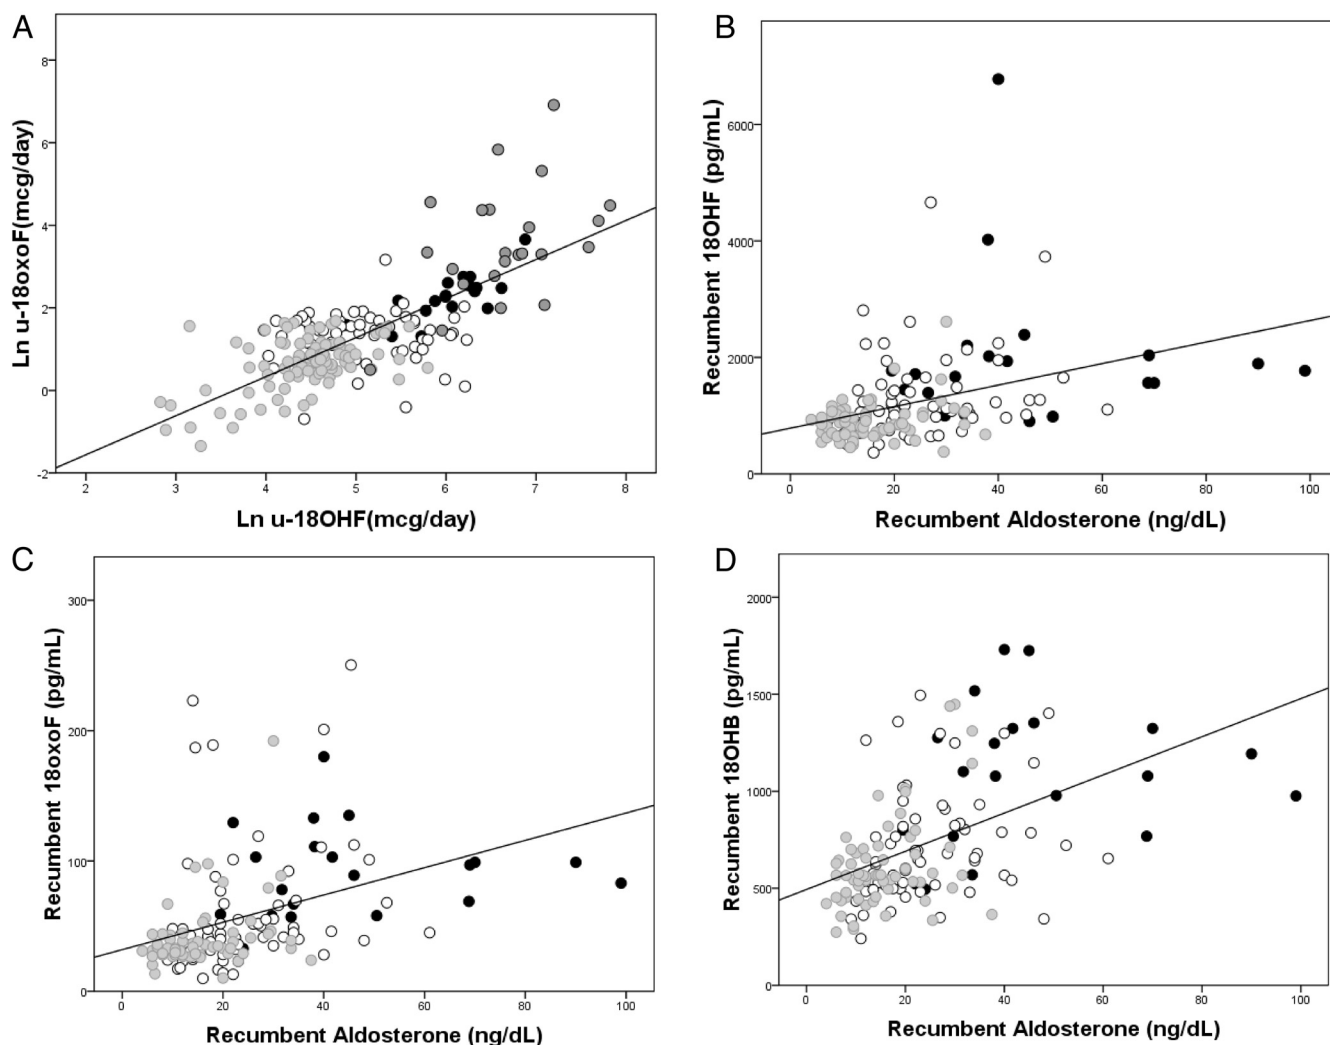 A
Ln u-18oxoF(mcg/day)
8
6
4
2
0
-2
2 3 4 5 6 7 8
Ln u-18OHF(mcg/day)
B
Recumbent 18OHF (pg/mL)
6000
4000
2000
0
0 20 40 60 80 100
Recumbent Aldosterone (ng/dL)
C
Recumbent 18oxoF (pg/mL)
300
200
100
0
0 20 40 60 80 100
Recumbent Aldosterone (ng/dL)
D
Recumbent 18OHB (pg/mL)
2000
1500
1000
500
0
0 20 40 60 80 100
Recumbent Aldosterone (ng/dL)